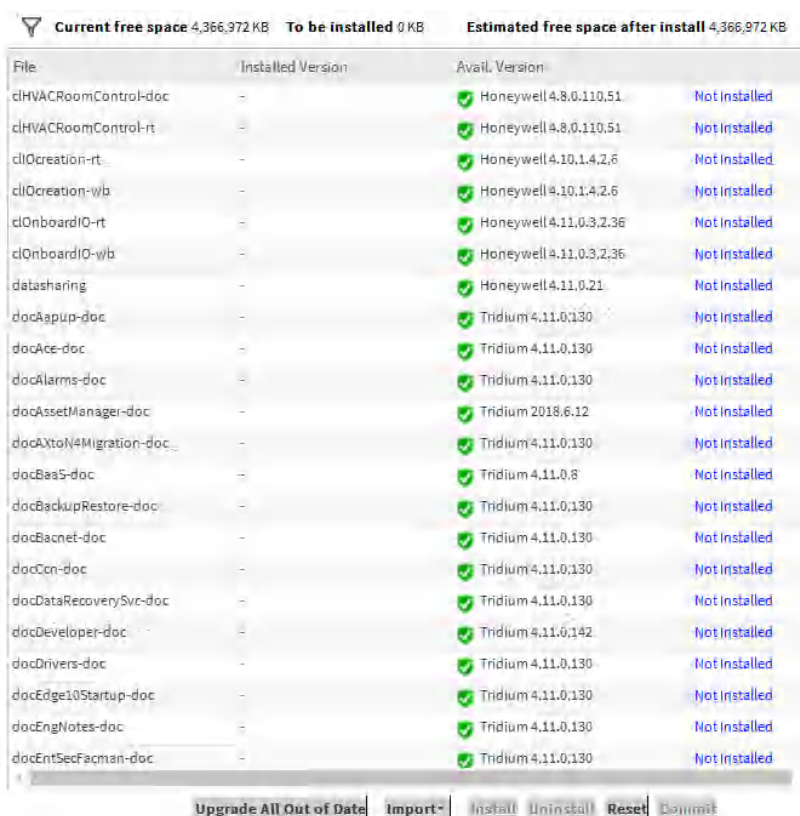 Current free space 4,366,972 KB To be installed 0 KB Estimated free space after install 4,366,972 KB
File Installed Version Avail. Version
clHVACRoomControl-doc - Honeywell 4.8.0.110.51 Not Installed
clHVACRoomControl-rt - Honeywell 4.8.0.110.51 Not Installed
clIOcreation-rt - Honeywell 4.10.1.4.2.6 Not Installed
clIOcreation-wb - Honeywell 4.10.1.4.2.6 Not Installed
clOnboardIO-rt - Honeywell 4.11.0.3.2.36 Not Installed
clOnboardIO-wb - Honeywell 4.11.0.3.2.36 Not Installed
datasharing - Honeywell 4.11.0.21 Not Installed
docAapup-doc - Tridium 4.11.0.130 Not Installed
docAce-doc - Tridium 4.11.0.130 Not Installed
docAlarms-doc - Tridium 4.11.0.130 Not Installed
docAssetManager-doc - Tridium 2018.6.12 Not Installed
docAXtoN4Migration-doc - Tridium 4.11.0.130 Not Installed
docBaaS-doc - Tridium 4.11.0.8 Not Installed
docBackupRestore-doc - Tridium 4.11.0.130 Not Installed
docBacnet-doc - Tridium 4.11.0.130 Not Installed
docCcn-doc - Tridium 4.11.0.130 Not Installed
docDataRecoverySvc-doc - Tridium 4.11.0.130 Not Installed
docDeveloper-doc - Tridium 4.11.0.142 Not Installed
docDrivers-doc - Tridium 4.11.0.130 Not Installed
docEdge10Startup-doc - Tridium 4.11.0.130 Not Installed
docEngNotes-doc - Tridium 4.11.0.130 Not Installed
docEntSecFacman-doc - Tridium 4.11.0.130 Not Installed
Upgrade All Out of Date Import Install Uninstall Reset Commit